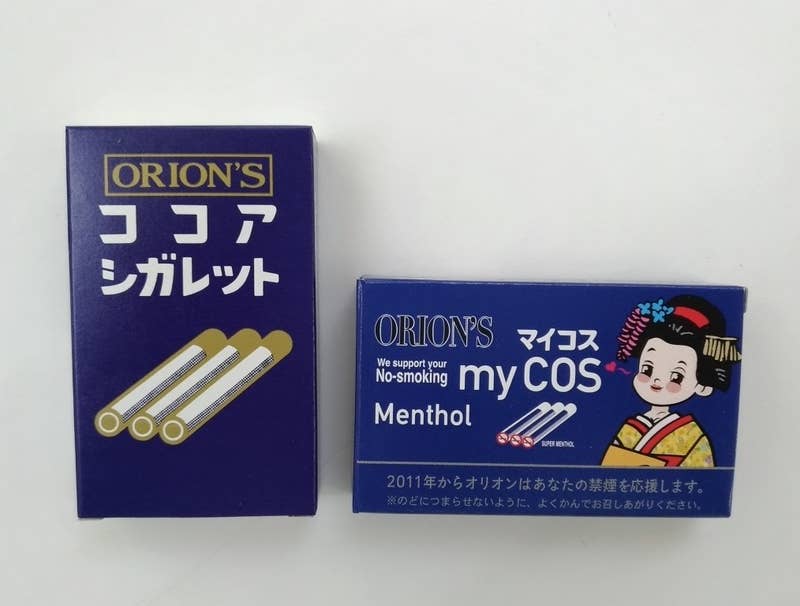 ORION'S
ココア
シガレット
ORION'S
マイコス
We support your
No-smoking
my COS
Menthol
SUPER MENTHOL
2011年からオリオンはあなたの禁煙を応援します。
※のどにつまらせないように、よくかんでお召しあがりください。